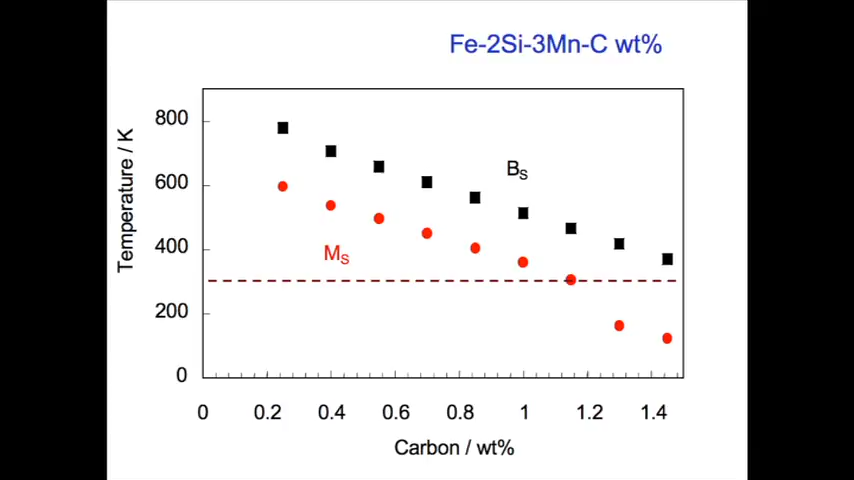 Fe-2Si-3Mn-C wt%
Temperature / K
800
600
400
200
0
BS
MS
0 0.2 0.4 0.6 0.8 1 1.2 1.4
Carbon / wt%